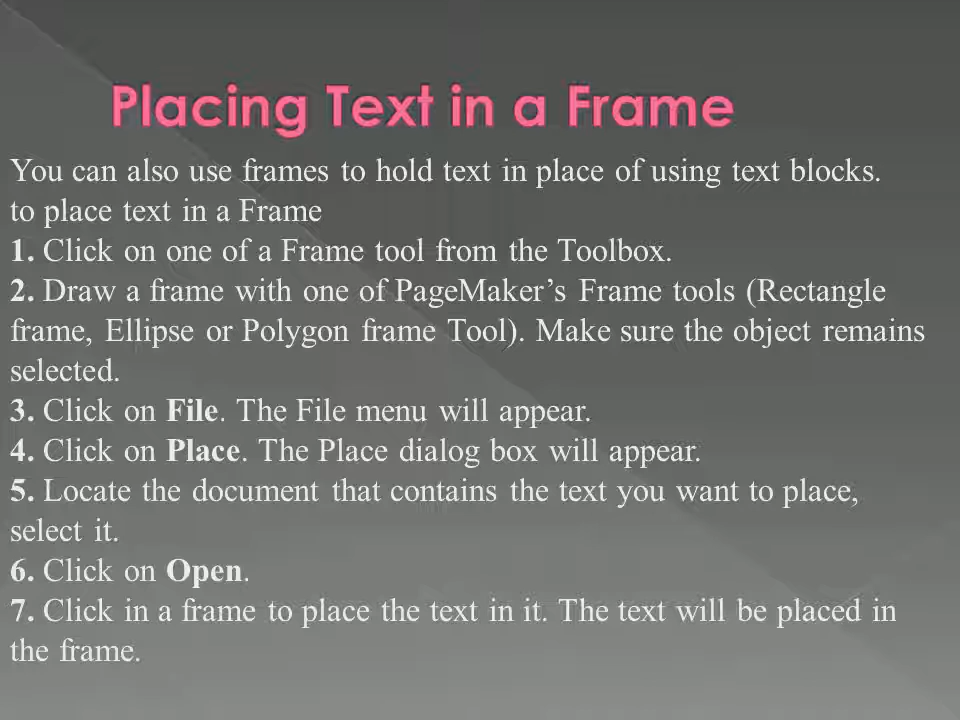 Placing Text in a Frame
You can also use frames to hold text in place of using text blocks.
to place text in a Frame
1. Click on one of a Frame tool from the Toolbox.
2. Draw a frame with one of PageMaker’s Frame tools (Rectangle
frame, Ellipse or Polygon frame Tool). Make sure the object remains
selected.
3. Click on File. The File menu will appear.
4. Click on Place. The Place dialog box will appear.
5. Locate the document that contains the text you want to place,
select it.
6. Click on Open.
7. Click in a frame to place the text in it. The text will be placed in
the frame.